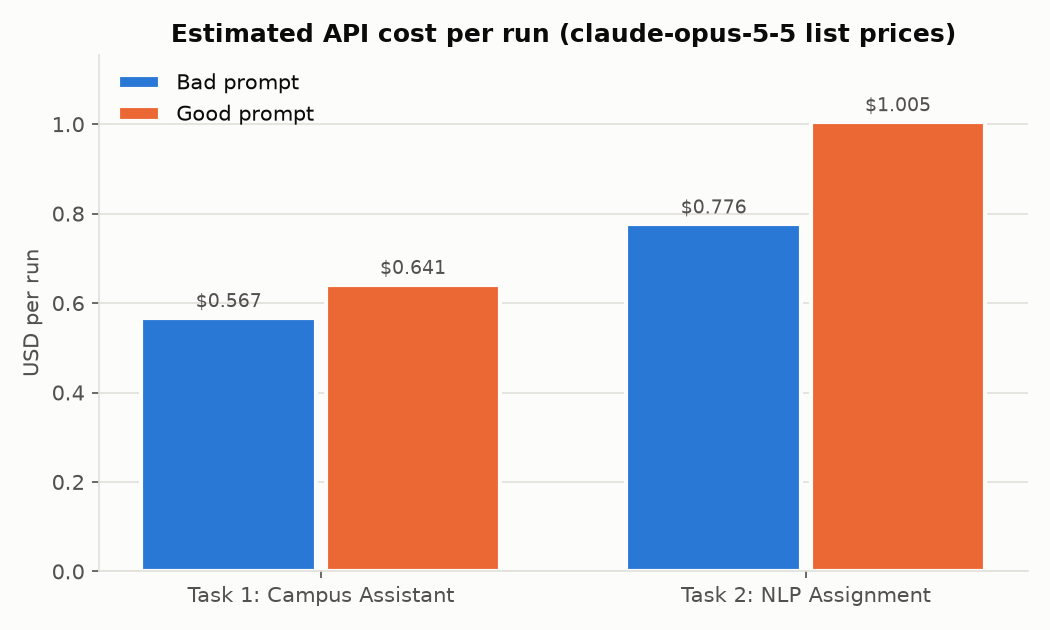 Estimated API cost per run (claude-opus-5-5 list prices)
Bad prompt
Good prompt
$1.005
1.0
$0.776
0.8
$0.641
$0.567
0.6
USD per run
0.4
0.2
0.0
Task 1: Campus Assistant
Task 2: NLP Assignment